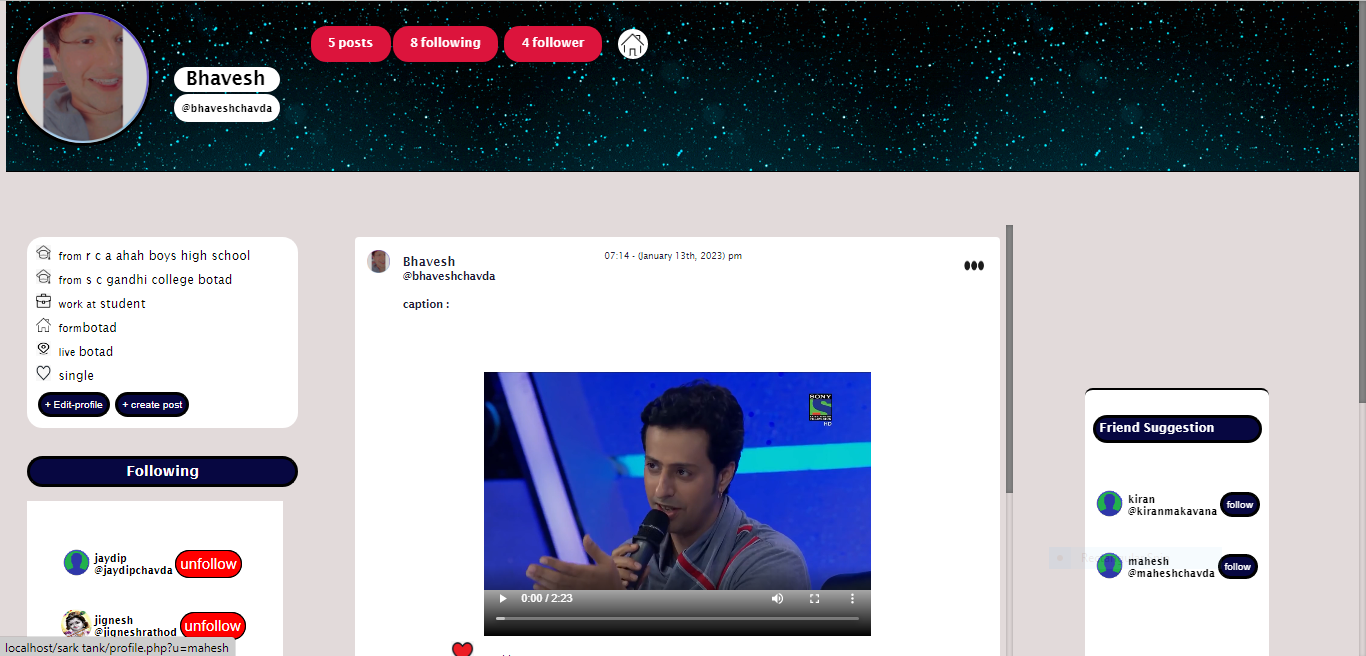 5 posts
8 following
4 follower
Bhavesh
@bhaveshchavda
from r c a ahah boys high school
from s c gandhi college botad
work at student
formbotad
live botad
single
+ Edit-profile
+ create post
Following
jaydip
@jaydipchavda
unfollow
jignesh
@jigneshrathod
unfollow
Bhavesh
@bhaveshchavda
07:14 - (January 13th, 2023) pm
caption :
SONY
HD
0:00 / 2:23
Friend Suggestion
kiran
@kiranmakavana
follow
mahesh
@maheshchavda
follow
localhost/sark tank/profile.php?u=mahesh